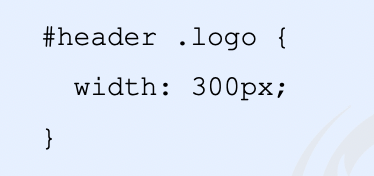 #header .logo {
  width: 300px;
}